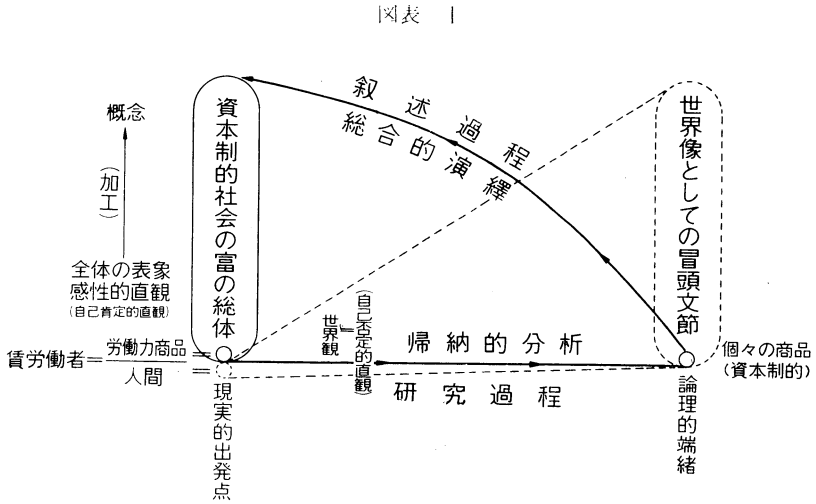 図表 1
概念
(加工)
全体の表象
感性的直観
(自己肯定的直観)
資本制的社会の富の総体
叙述過程
総合的演繹
世界像としての冒頭文節
賃労働者=
労働力商品=
人間=
世界観=
(自己否定的直観)
帰納的分析
研究過程
個々の商品
(資本制的)
現実的出発点
論理的端緒